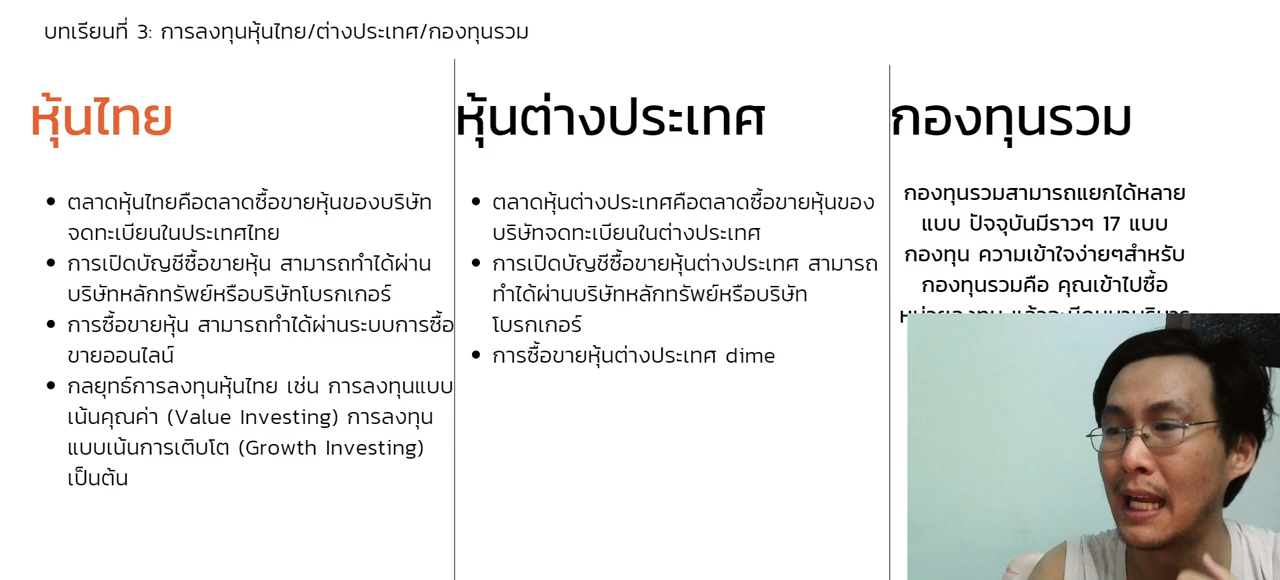 บทเรียนที่ 3: การลงทุนหุ้นไทย/ต่างประเทศ/กองทุนรวม
หุ้นไทย
ตลาดหุ้นไทยคือตลาดซื้อขายหุ้นของบริษัท
จดทะเบียนในประเทศไทย
การเปิดบัญชีซื้อขายหุ้น สามารถทำได้ผ่าน
บริษัทหลักทรัพย์หรือบริษัทโบรกเกอร์
การซื้อขายหุ้น สามารถทำได้ผ่านระบบการซื้อ
ขายออนไลน์
กลยุทธ์การลงทุนหุ้นไทย เช่น การลงทุนแบบ
เน้นคุณค่า (Value Investing) การลงทุน
แบบเน้นการเติบโต (Growth Investing)
เป็นต้น
หุ้นต่างประเทศ
ตลาดหุ้นต่างประเทศคือตลาดซื้อขายหุ้นของ
บริษัทจดทะเบียนในต่างประเทศ
การเปิดบัญชีซื้อขายหุ้นต่างประเทศ สามารถ
ทำได้ผ่านบริษัทหลักทรัพย์หรือบริษัท
โบรกเกอร์
การซื้อขายหุ้นต่างประเทศ dime
กองทุนรวม
กองทุนรวมสามารถแยกได้หลาย
แบบ ปัจจุบันมีราวๆ 17 แบบ
กองทุน ความเข้าใจง่ายๆสำหรับ
กองทุนรวมคือ คุณเข้าไปซื้อ